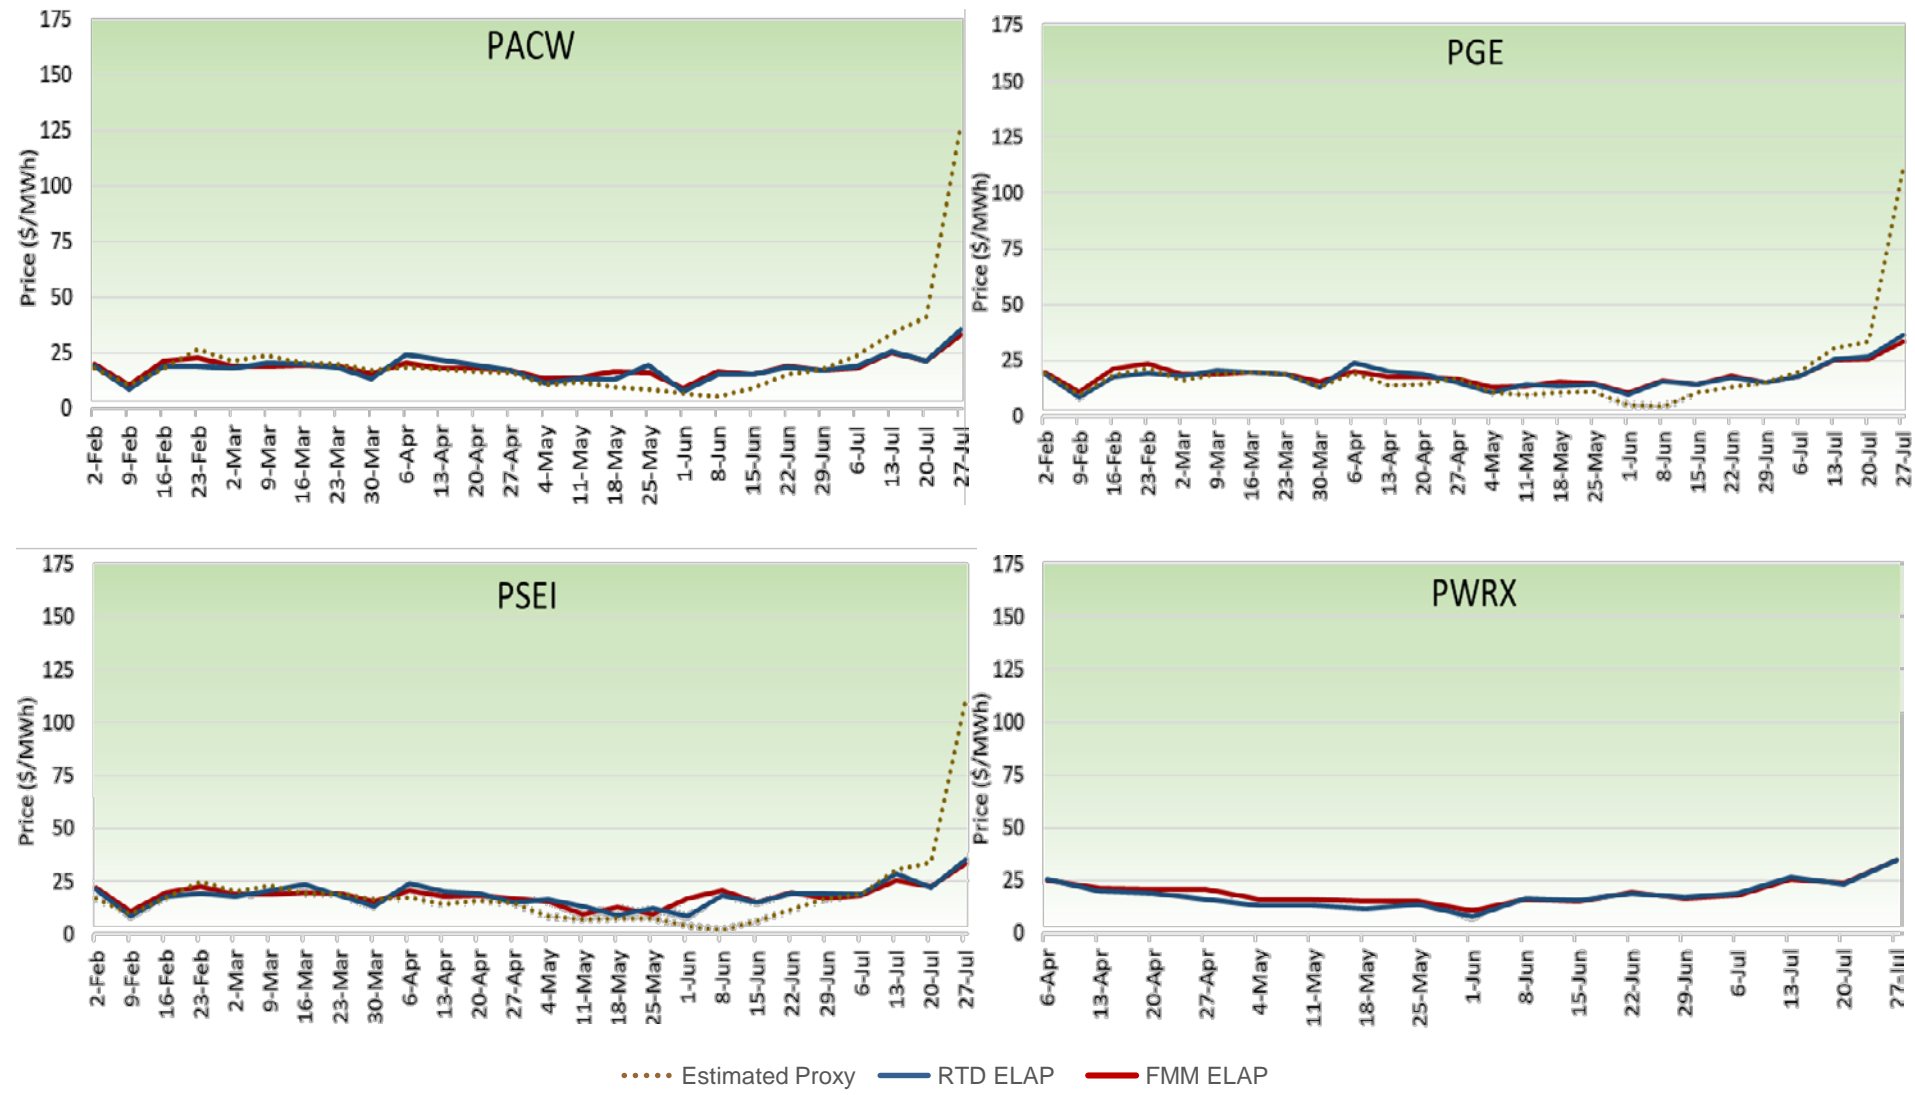 PACW
Price ($/MWh)
175
150
125
100
75
50
25
0
2-Feb
9-Feb
16-Feb
23-Feb
2-Mar
9-Mar
16-Mar
23-Mar
30-Mar
6-Apr
13-Apr
20-Apr
27-Apr
4-May
11-May
18-May
25-May
1-Jun
8-Jun
15-Jun
22-Jun
29-Jun
6-Jul
13-Jul
20-Jul
27-Jul
PGE
Price ($/MWh)
175
150
125
100
75
50
25
0
2-Feb
9-Feb
16-Feb
23-Feb
2-Mar
9-Mar
16-Mar
23-Mar
30-Mar
6-Apr
13-Apr
20-Apr
27-Apr
4-May
11-May
18-May
25-May
1-Jun
8-Jun
15-Jun
22-Jun
29-Jun
6-Jul
13-Jul
20-Jul
27-Jul
PSEI
Price ($/MWh)
175
150
125
100
75
50
25
0
2-Feb
9-Feb
16-Feb
23-Feb
2-Mar
9-Mar
16-Mar
23-Mar
30-Mar
6-Apr
13-Apr
20-Apr
27-Apr
4-May
11-May
18-May
25-May
1-Jun
8-Jun
15-Jun
22-Jun
29-Jun
6-Jul
13-Jul
20-Jul
27-Jul
PWRX
Price ($/MWh)
175
150
125
100
75
50
25
0
6-Apr
13-Apr
20-Apr
27-Apr
4-May
11-May
18-May
25-May
1-Jun
8-Jun
15-Jun
22-Jun
29-Jun
6-Jul
13-Jul
20-Jul
27-Jul
Estimated Proxy
RTD ELAP
FMM ELAP